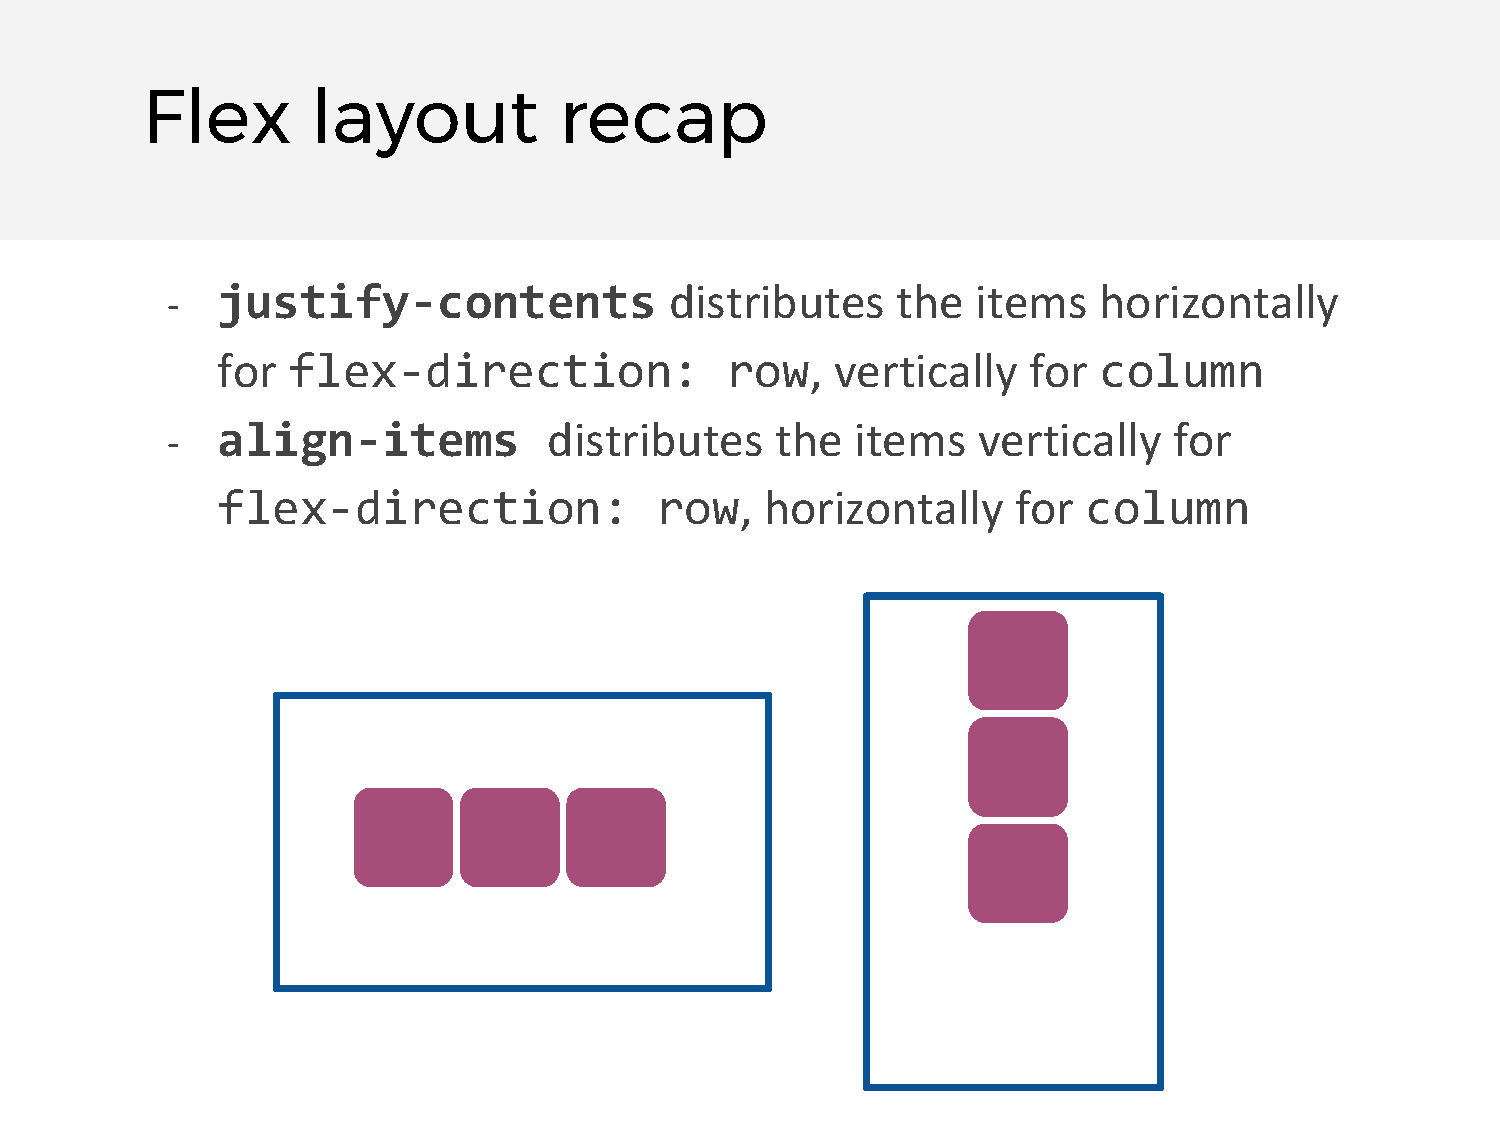 Flex layout recap
- justify-contents distributes the items horizontally
for flex-direction: row, vertically for column
- align-items distributes the items vertically for
flex-direction: row, horizontally for column